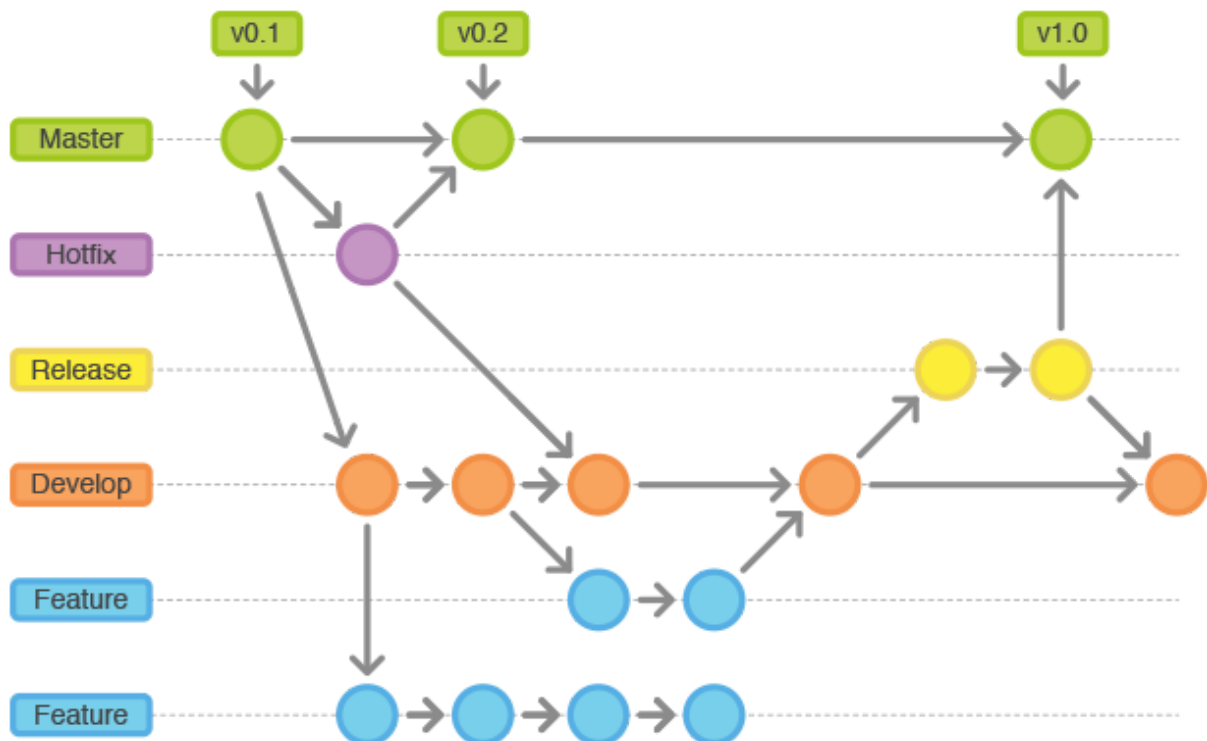 v0.1
v0.2
v1.0
Master
Hotfix
Release
Develop
Feature
Feature